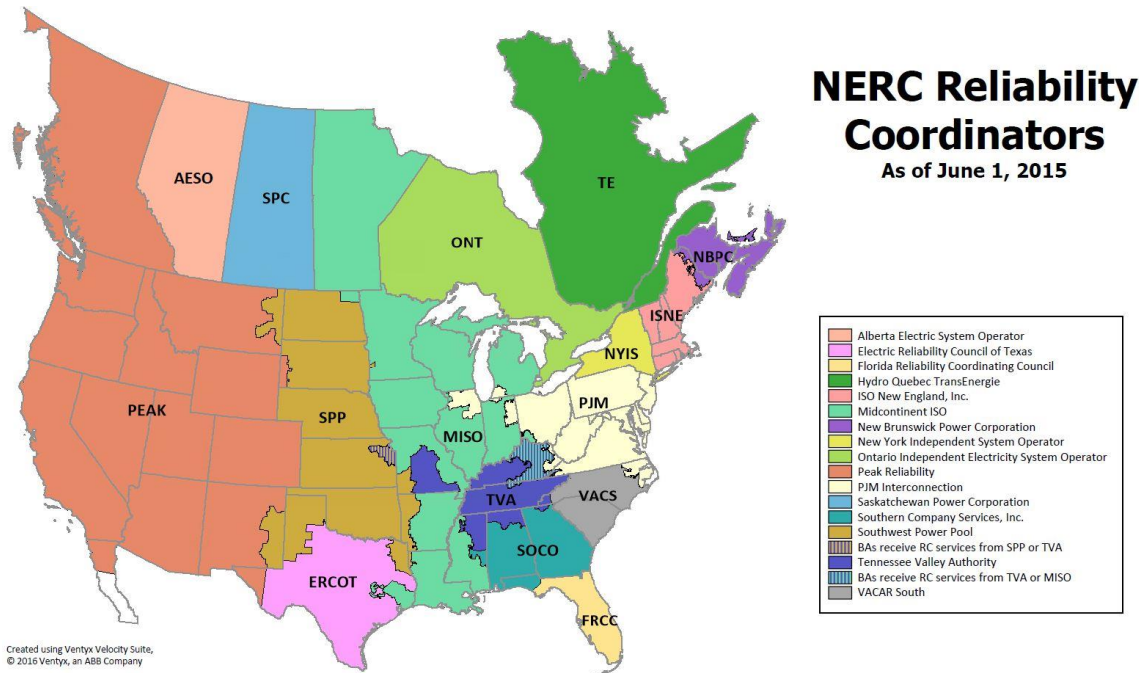 NERC Reliability
Coordinators
As of June 1, 2015
AESO
SPC
TE
ONT
NBPC
ISNE
NYIS
PEAK
SPP
MISO
PJM
TVA
VACS
SOCO
ERCOT
FRCC
Alberta Electric System Operator
Electric Reliability Council of Texas
Florida Reliability Coordinating Council
Hydro Quebec TransEnergie
ISO New England, Inc.
Midcontinent ISO
New Brunswick Power Corporation
New York Independent System Operator
Ontario Independent Electricity System Operator
Peak Reliability
PJM Interconnection
Saskatchewan Power Corporation
Southern Company Services, Inc.
Southwest Power Pool
BAs receive RC services from SPP or TVA
Tennessee Valley Authority
BAs receive RC services from TVA or MISO
VACAR South
Created using Ventyx Velocity Suite,
© 2016 Ventyx, an ABB Company